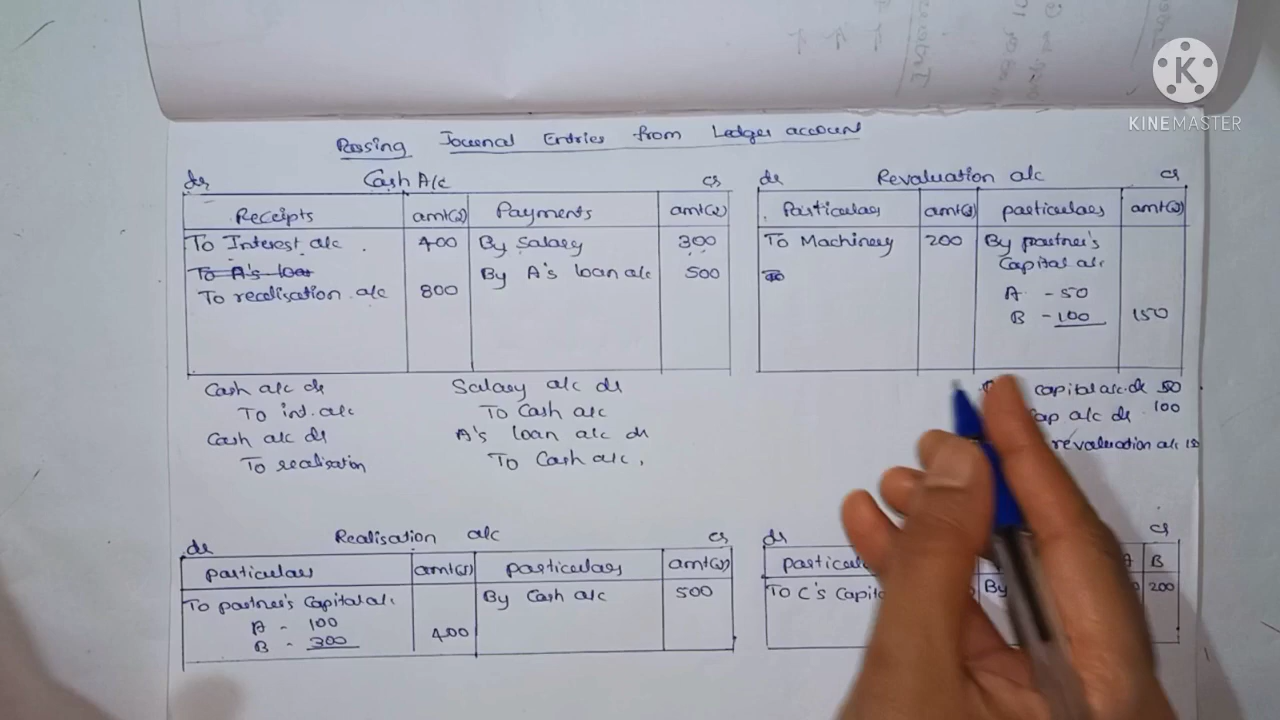 KINEMASTER
Passing Journal Entries from Ledger account
dr Cash A/c cr
Receipts amt(₹) Payments amt(₹)
To Interest a/c 400 By Salary 300
To A's loan By A's loan a/c 500
To realisation a/c 800
Cash a/c dr Salary a/c dr
To int. a/c To Cash a/c
Cash a/c dr A's loan a/c dr
To realisation To Cash a/c,
dr Revaluation a/c cr
Particulars amt(₹) particulars amt(₹)
To Machinery 200 By partner's
To Capital a/c
A - 50
B - 100 150
capital a/c. dr 50
cap a/c dr 100
revaluation a/c
dr Realisation a/c cr
particulars amt(₹) particulars amt(₹)
To partner's Capital a/c By Cash a/c 500
A - 100
B - 300 400
dr cr
B
To C's By 200